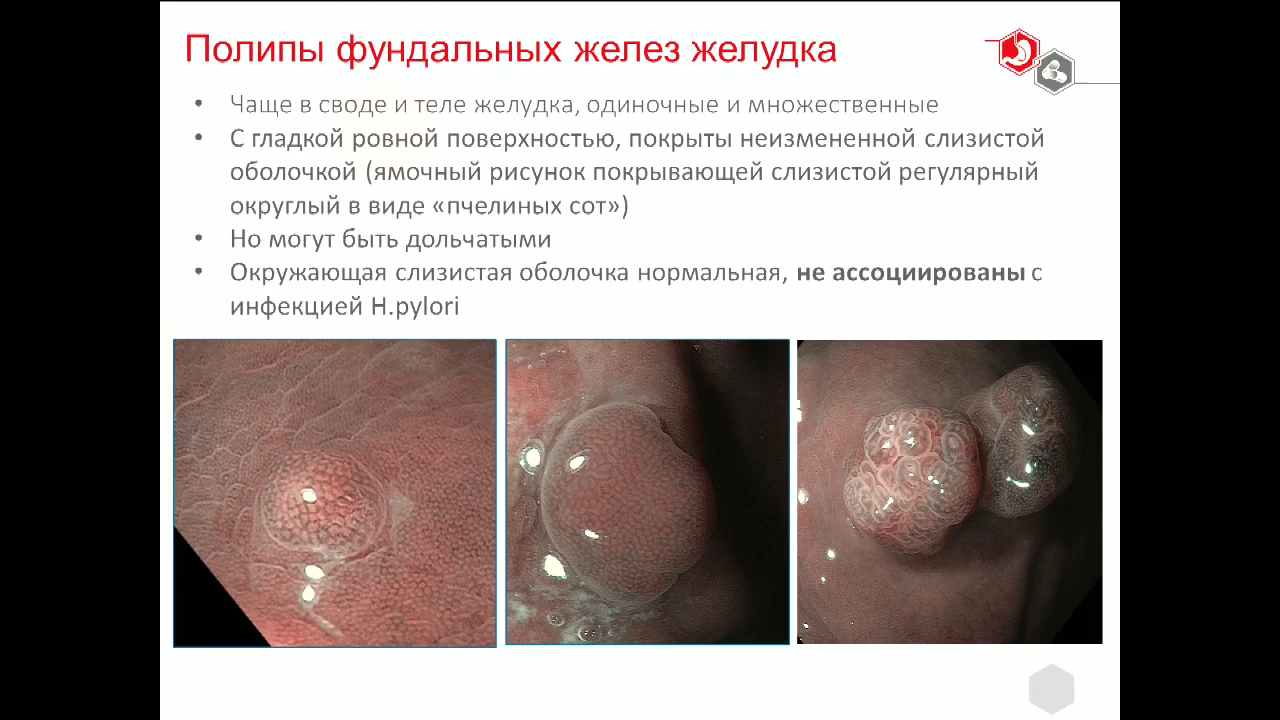 Полипы фундальных желез желудка
• Чаще в своде и теле желудка, одиночные и множественные
• С гладкой ровной поверхностью, покрыты неизмененной слизистой
оболочкой (ямочный рисунок покрывающей слизистой регулярный
округлый в виде «пчелиных сот»)
• Но могут быть дольчатыми
• Окружающая слизистая оболочка нормальная, не ассоциированы с
инфекцией H.pylori